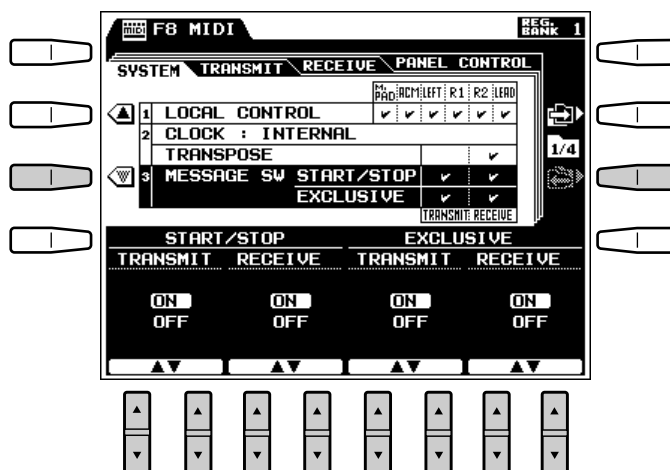 MIDI F8 MIDI REG. BANK 1
SYSTEM TRANSMIT RECEIVE PANEL CONTROL
M. PAD ACM LEFT R1 R2 LEAD
1 LOCAL CONTROL ✔ ✔ ✔ ✔ ✔ ✔
2 CLOCK : INTERNAL
1/4
TRANSPOSE ✔
3 MESSAGE SW START/STOP ✔ ✔
EXCLUSIVE ✔ ✔
TRANSMIT RECEIVE
START/STOP EXCLUSIVE
TRANSMIT RECEIVE TRANSMIT RECEIVE
ON ON ON ON
OFF OFF OFF OFF
▲▼ ▲▼ ▲▼ ▲▼